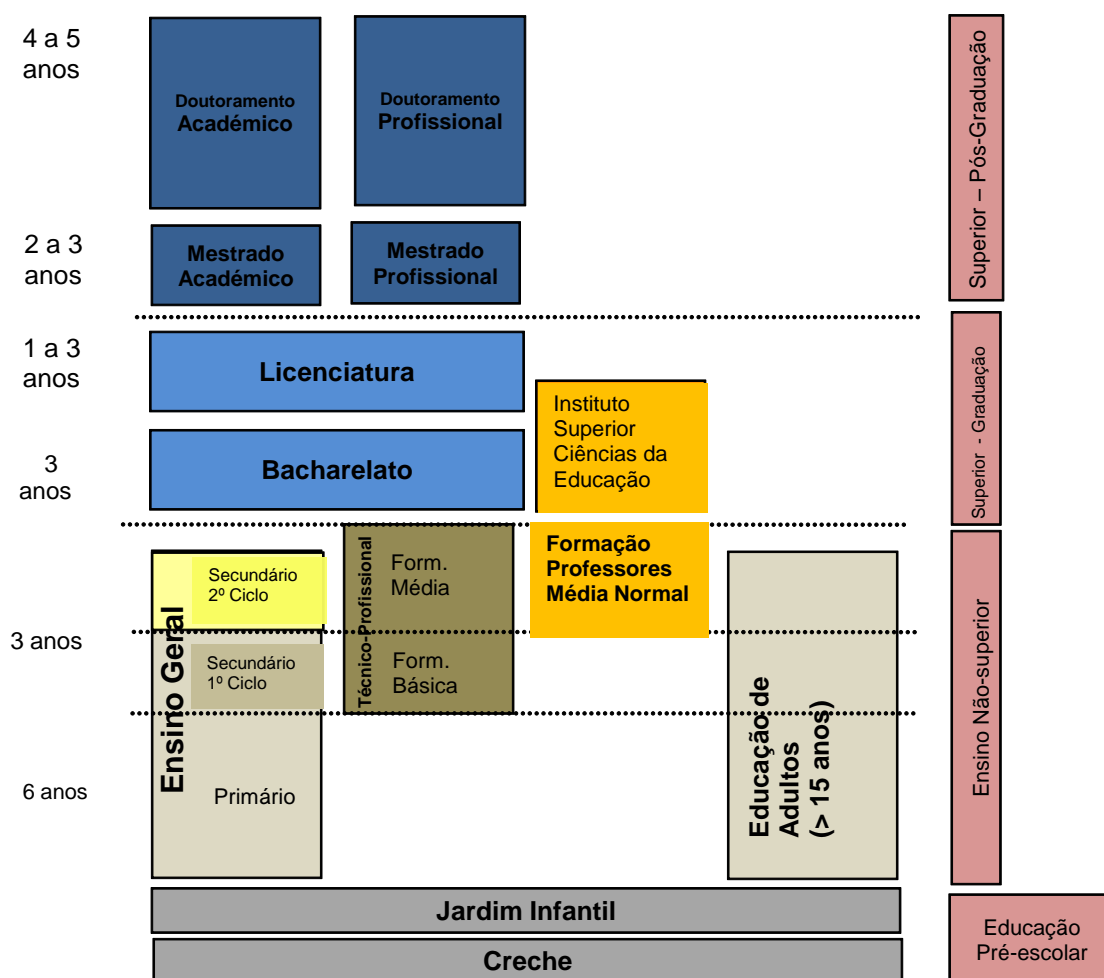 4 a 5
anos
Doutoramento
Académico
Doutoramento
Profissional
Superior – Pós-Graduação
2 a 3
anos
Mestrado
Académico
Mestrado
Profissional
1 a 3
anos
Licenciatura
Instituto
Superior
Ciências da
Educação
Superior - Graduação
3
anos
Bacharelato
Ensino Geral
Secundário
2º Ciclo
Técnico-Profissional
Form.
Média
Formação
Professores
Média Normal
Ensino Não-superior
3 anos
Secundário
1º Ciclo
Form.
Básica
Educação de
Adultos
(> 15 anos)
6 anos
Primário
Jardim Infantil
Creche
Educação
Pré-escolar